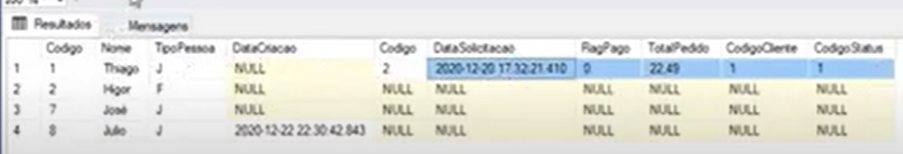 Resultados Mensagens
Codigo Nome TipoPessoa DataCriacao Codigo DataSolicitacao FlagPago TotalPedido CodigoCliente CodigoStatus
1 1 Thiago J NULL 2 2020-12-20 17:32:21.410 0 22,49 1 1
2 2 Higor F NULL NULL NULL NULL NULL NULL NULL
3 7 José J NULL NULL NULL NULL NULL NULL NULL
4 8 Julio J 2020-12-22 22:30:42.843 NULL NULL NULL NULL NULL NULL